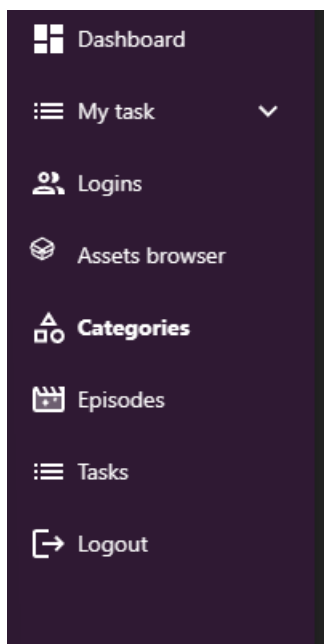 Dashboard
My task
Logins
Assets browser
Categories
Episodes
Tasks
Logout